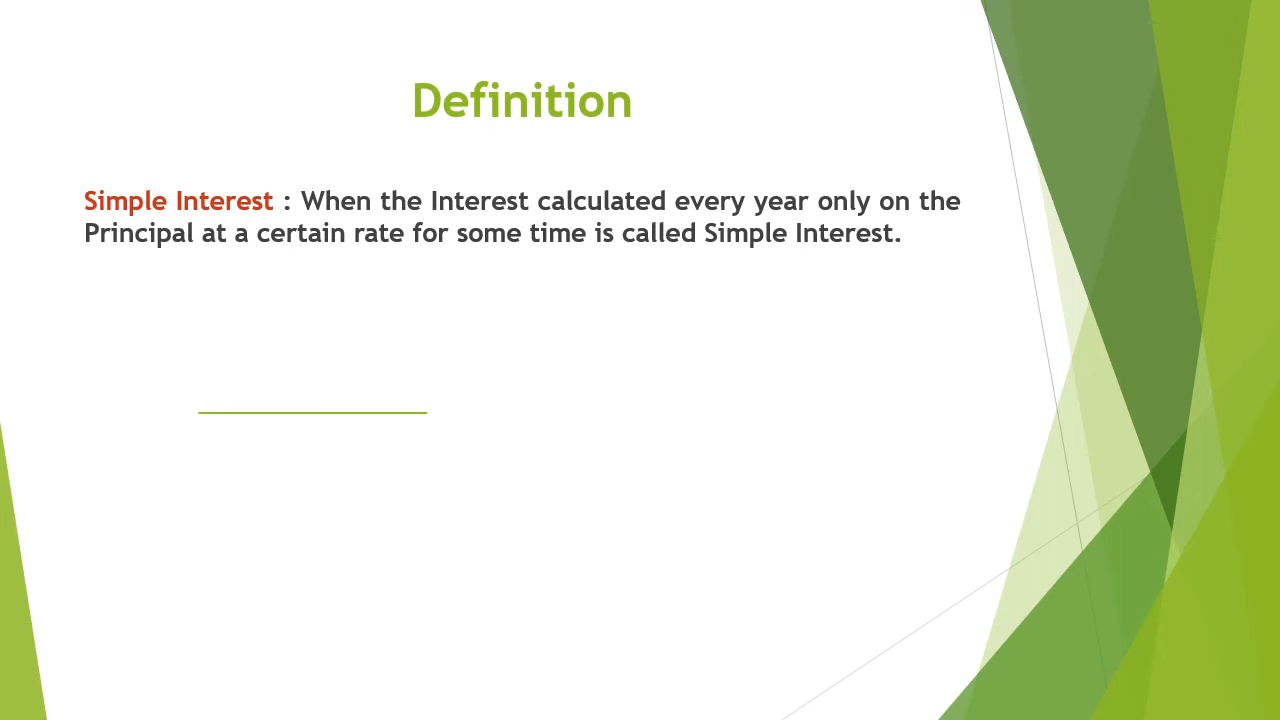 Definition
Simple Interest : When the Interest calculated every year only on the
Principal at a certain rate for some time is called Simple Interest.